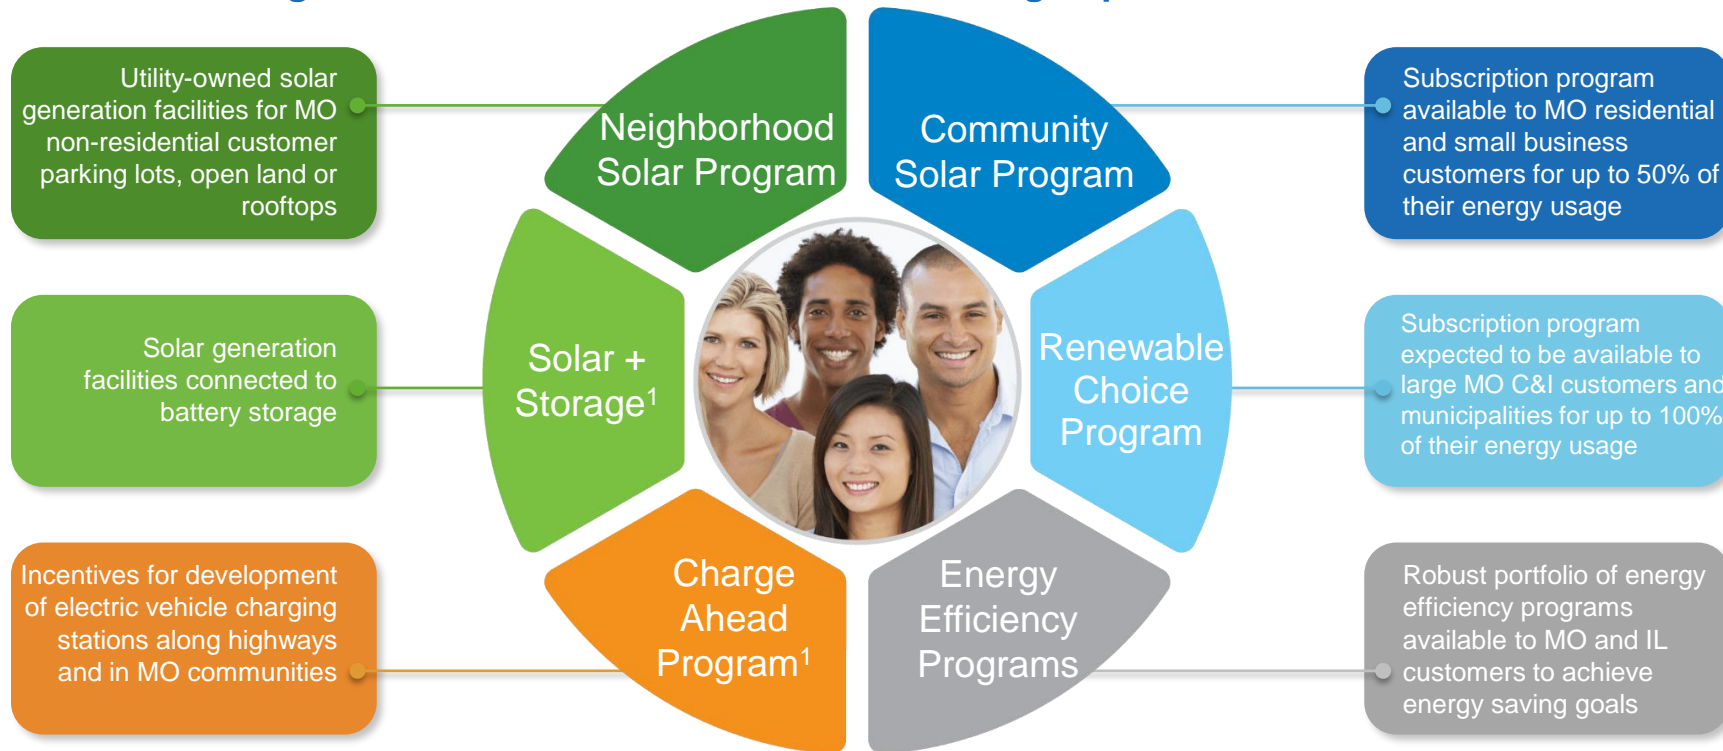 Utility-owned solar
generation facilities for MO
non-residential customer
parking lots, open land or
rooftops
Neighborhood
Solar Program
Community
Solar Program
Subscription program
available to MO residential
and small business
customers for up to 50% of
their energy usage
Solar generation
facilities connected to
battery storage
Solar +
Storage¹
Renewable
Choice
Program
Subscription program
expected to be available to
large MO C&I customers and
municipalities for up to 100%
of their energy usage
Incentives for development
of electric vehicle charging
stations along highways
and in MO communities
Charge
Ahead
Program¹
Energy
Efficiency
Programs
Robust portfolio of energy
efficiency programs
available to MO and IL
customers to achieve
energy saving goals